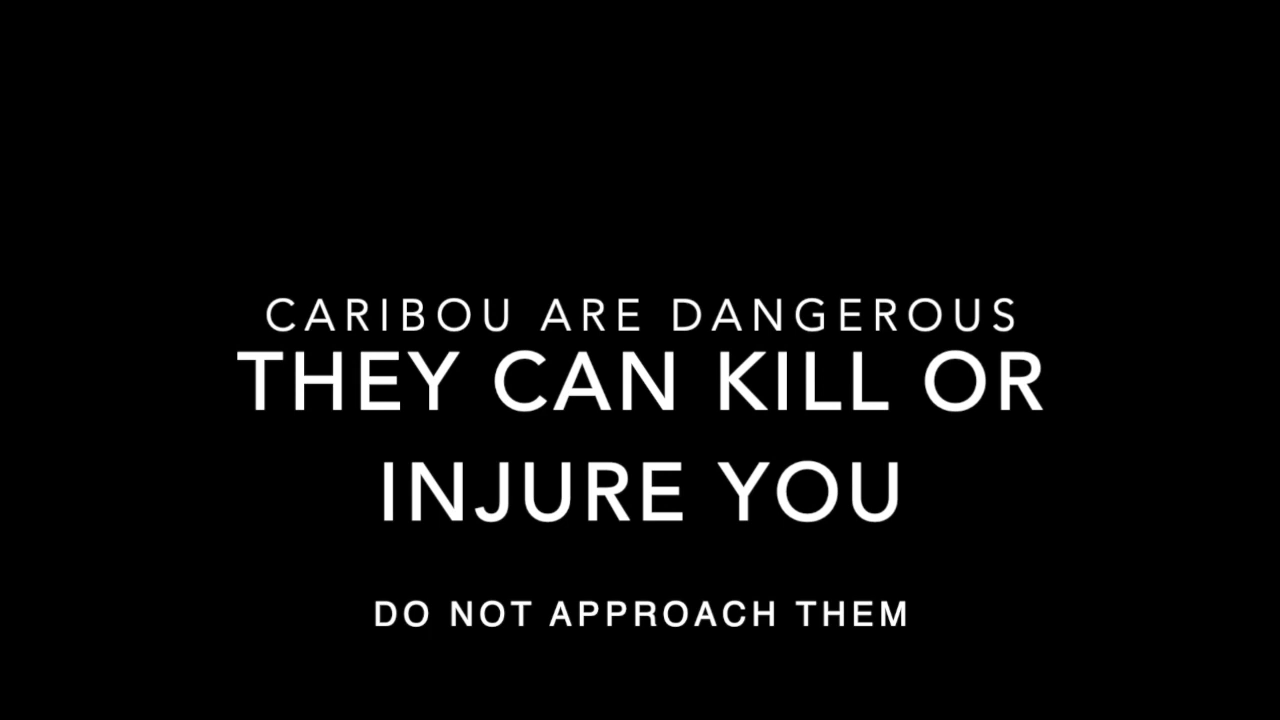 CARIBOU ARE DANGEROUS
THEY CAN KILL OR
INJURE YOU
DO NOT APPROACH THEM